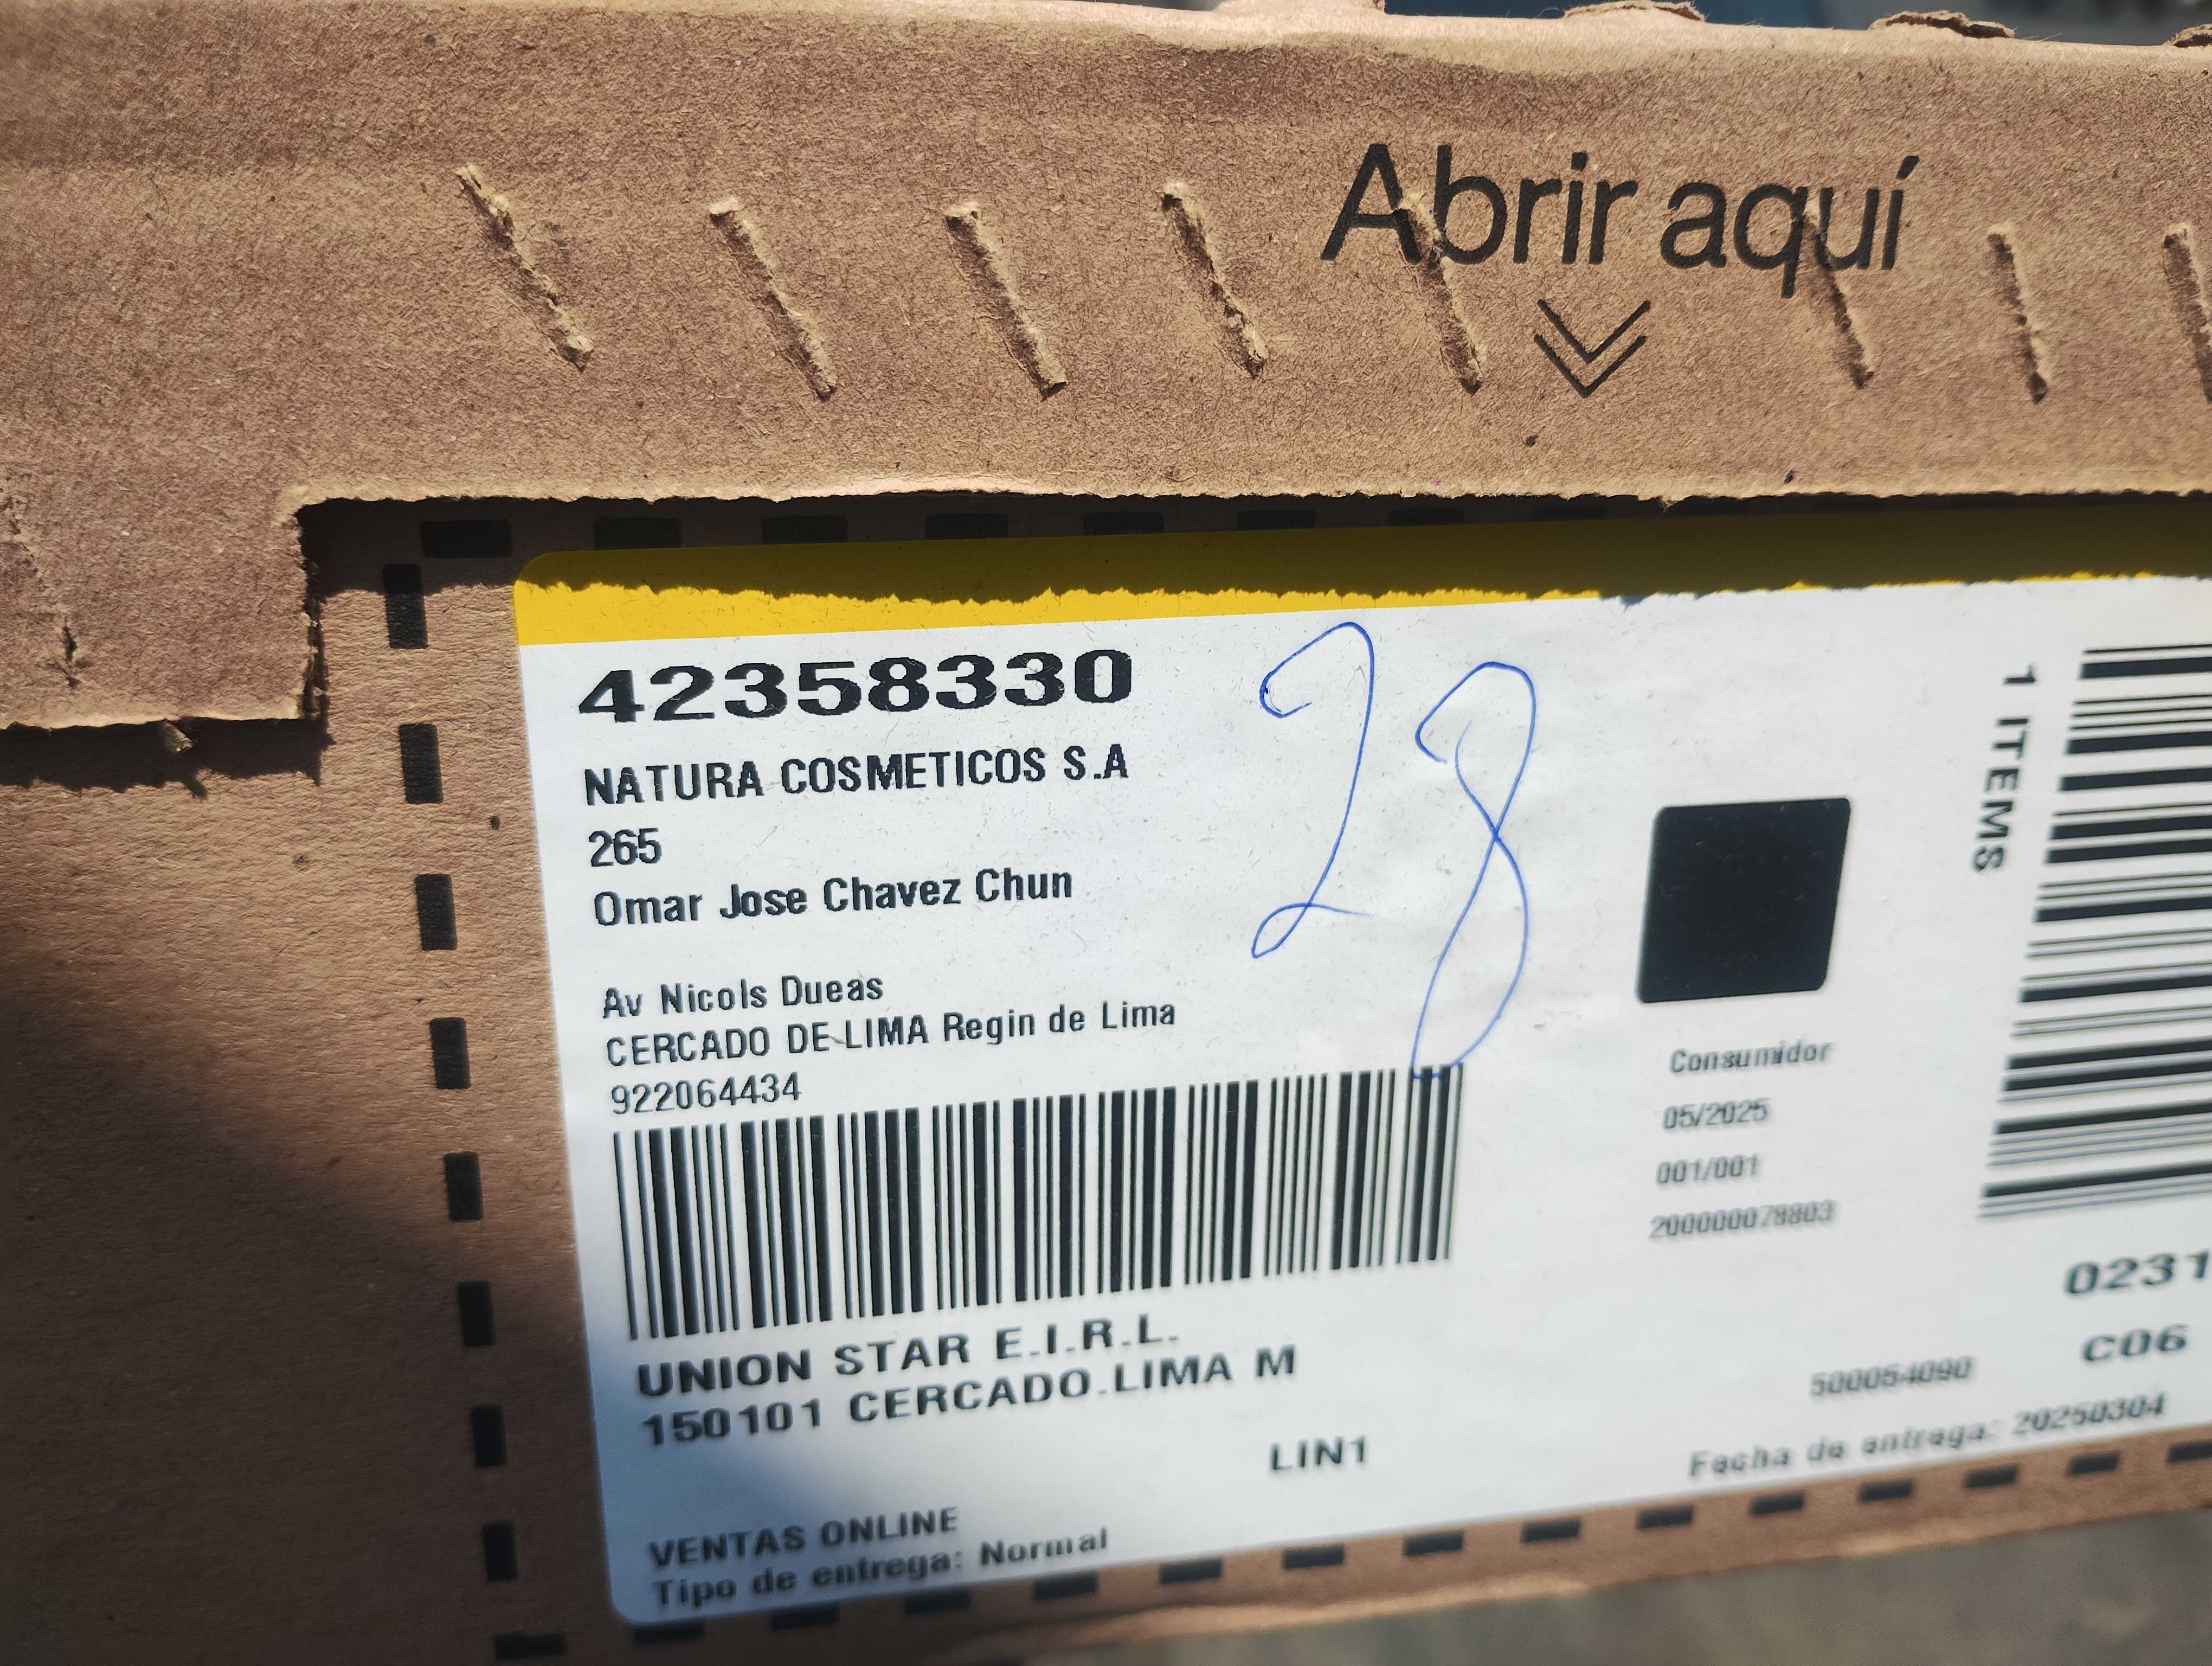 Abrir aquí
42358330
28
NATURA COSMETICOS S.A
265
Omar Jose Chavez Chun
Av Nicols Dueas
CERCADO DE LIMA Regin de Lima
922064434
UNION STAR E.I.R.L.
150101 CERCADO.LIMA M
LIN1
VENTAS ONLINE
Tipo de entrega: Normal
Consumidor
05/2025
001/001
200000078803
1 ITEMS
0231
C06
500054090
Fecha de entrega: 20250304